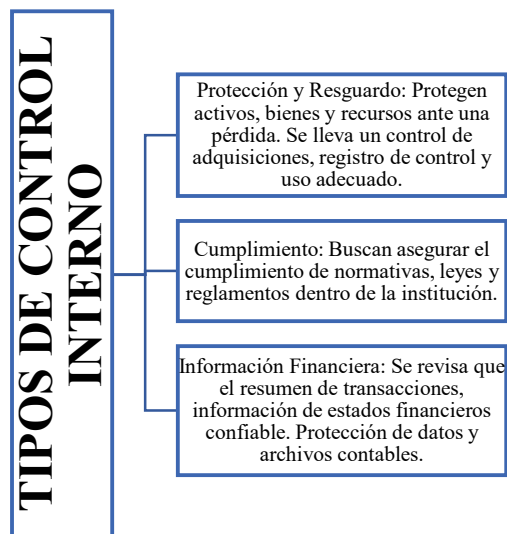 TIPOS DE CONTROL
INTERNO
Protección y Resguardo: Protegen
activos, bienes y recursos ante una
pérdida. Se lleva un control de
adquisiciones, registro de control y
uso adecuado.
Cumplimiento: Buscan asegurar el
cumplimiento de normativas, leyes y
reglamentos dentro de la institución.
Información Financiera: Se revisa que
el resumen de transacciones,
información de estados financieros
confiable. Protección de datos y
archivos contables.